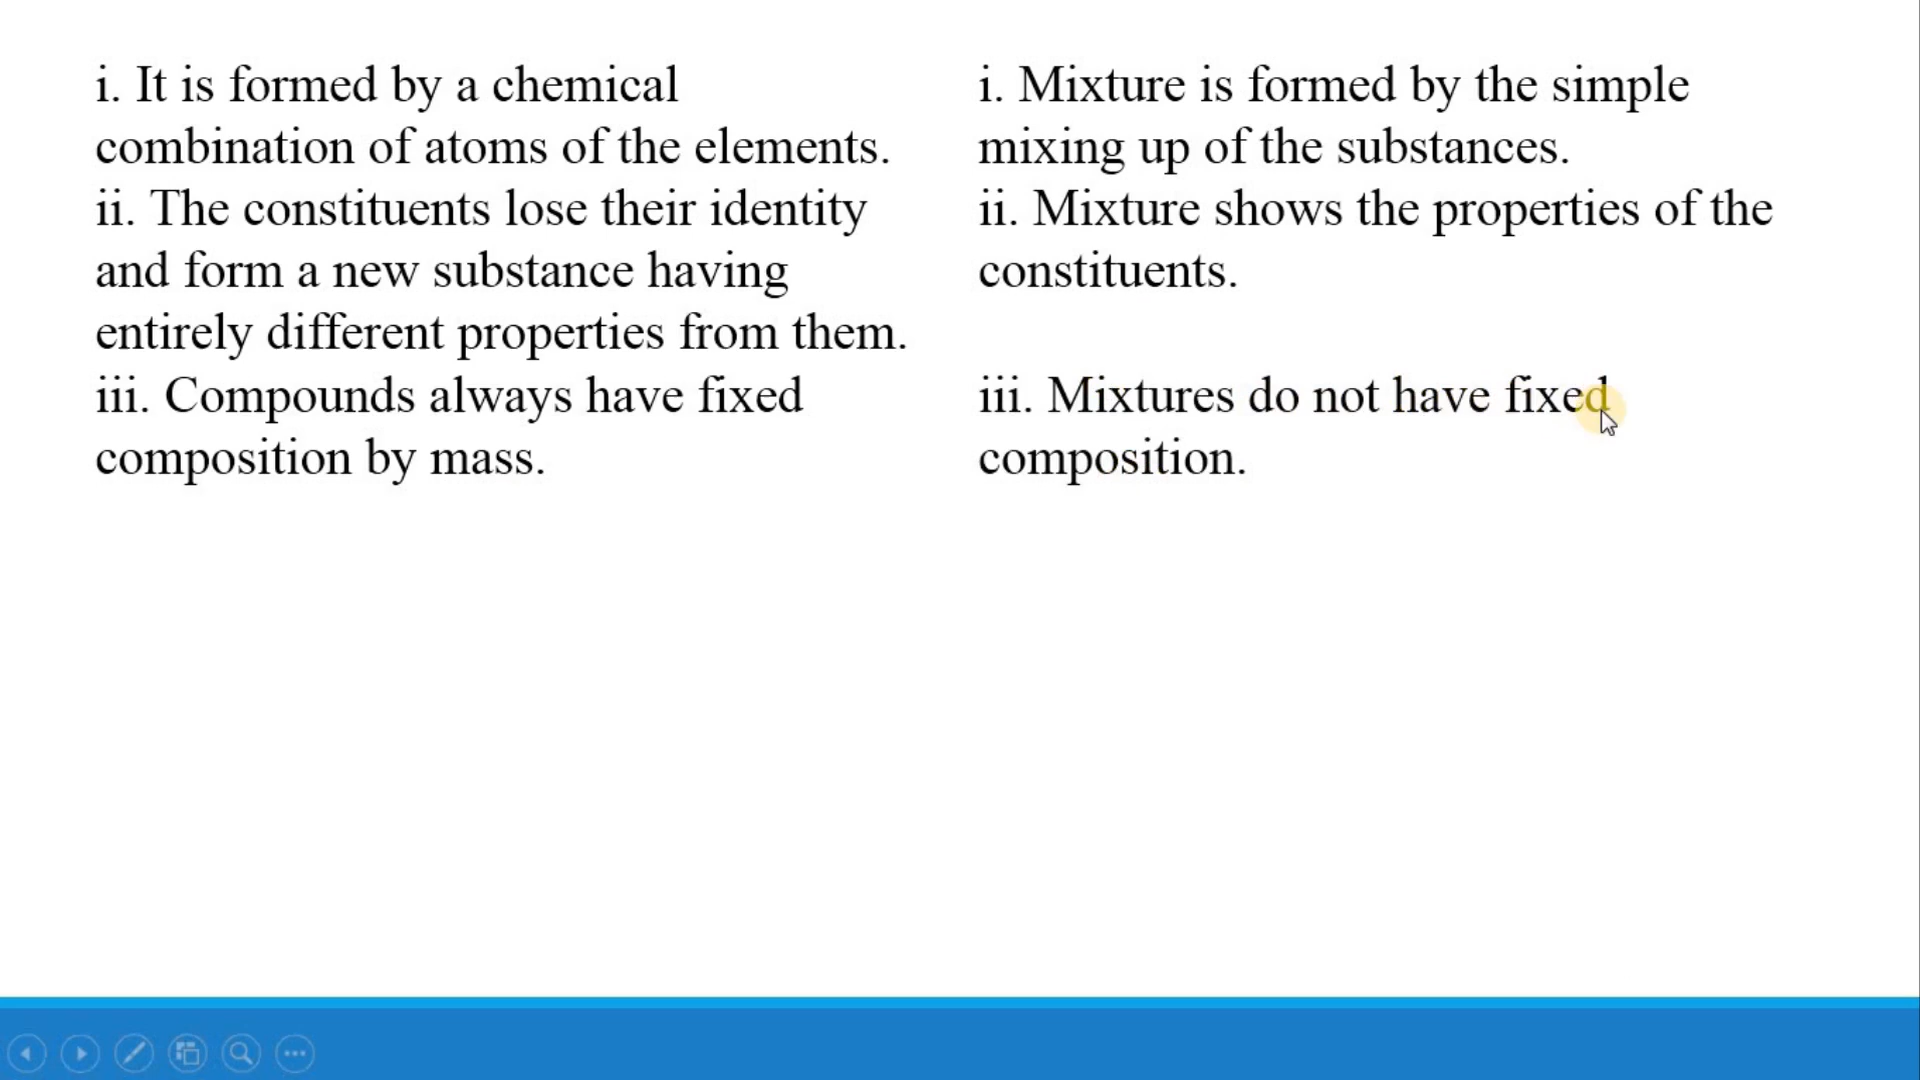 i. It is formed by a chemical
combination of atoms of the elements.
ii. The constituents lose their identity
and form a new substance having
entirely different properties from them.
iii. Compounds always have fixed
composition by mass.
i. Mixture is formed by the simple
mixing up of the substances.
ii. Mixture shows the properties of the
constituents.
iii. Mixtures do not have fixed
composition.